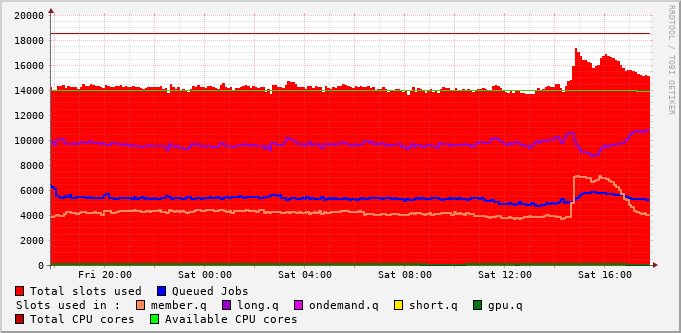 20000
18000
16000
14000
12000
10000
8000
6000
4000
2000
0
Fri 20:00 Sat 00:00 Sat 04:00 Sat 08:00 Sat 12:00 Sat 16:00
Total slots used Queued Jobs
Slots used in : member.q long.q ondemand.q short.q gpu.q
Total CPU cores Available CPU cores
RRDTOOL / TOBI OETIKER